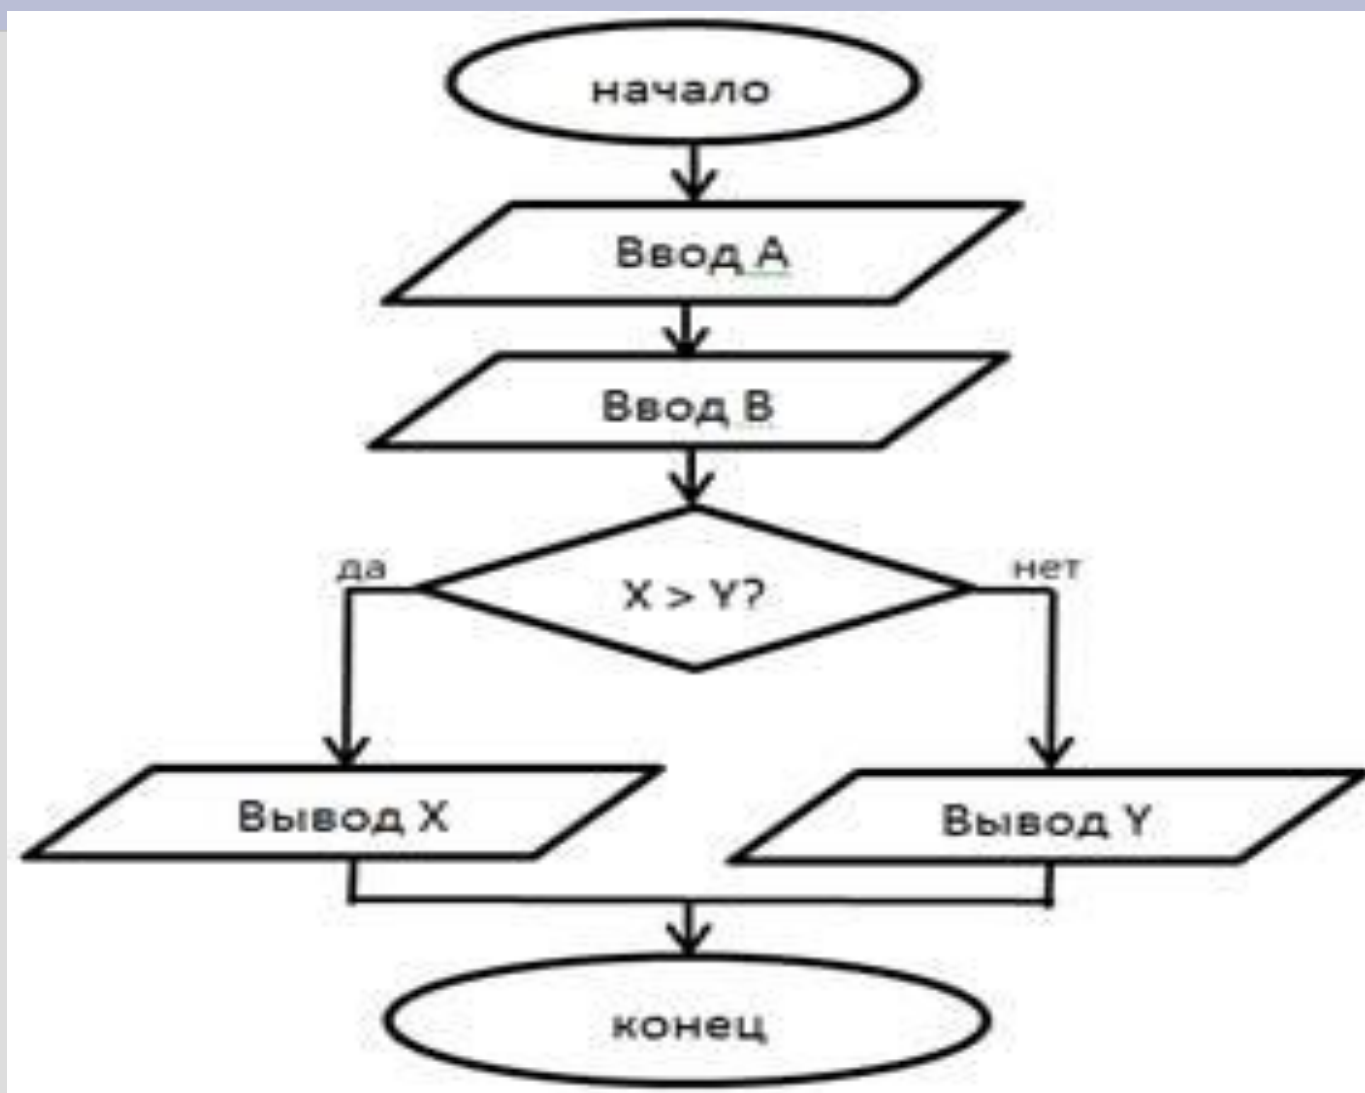 начало
Ввод А
Ввод В
да
X > Y?
нет
Вывод X
Вывод Y
конец